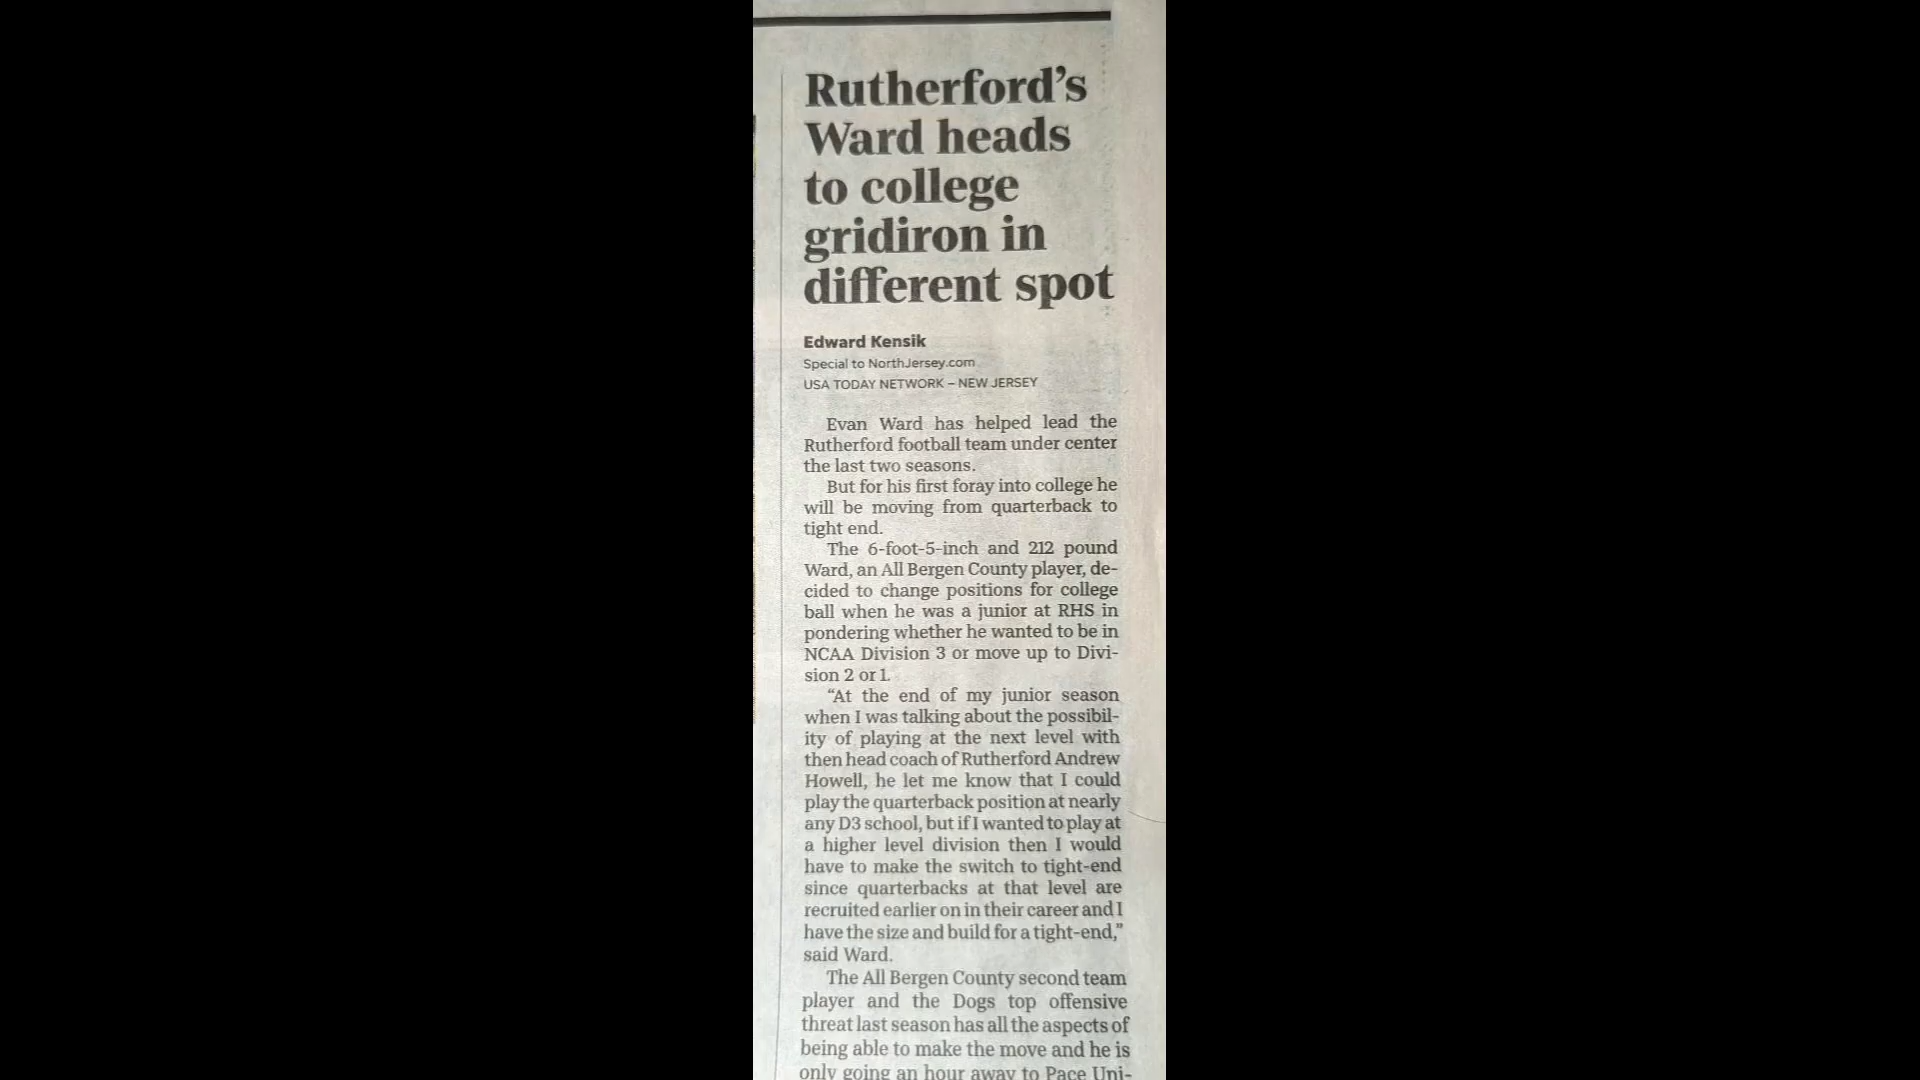 Rutherford’s
Ward heads
to college
gridiron in
different spot
Edward Kensik
Special to NorthJersey.com
USA TODAY NETWORK – NEW JERSEY
Evan Ward has helped lead the
Rutherford football team under center
the last two seasons.
But for his first foray into college he
will be moving from quarterback to
tight end.
The 6-foot-5-inch and 212 pound
Ward, an All Bergen County player, de-
cided to change positions for college
ball when he was a junior at RHS in
pondering whether he wanted to be in
NCAA Division 3 or move up to Divi-
sion 2 or 1.
“At the end of my junior season
when I was talking about the possibil-
ity of playing at the next level with
then head coach of Rutherford Andrew
Howell, he let me know that I could
play the quarterback position at nearly
any D3 school, but if I wanted to play at
a higher level division then I would
have to make the switch to tight-end
since quarterbacks at that level are
recruited earlier on in their career and I
have the size and build for a tight-end,”
said Ward.
The All Bergen County second team
player and the Dogs top offensive
threat last season has all the aspects of
being able to make the move and he is
only going an hour away to Pace Uni-